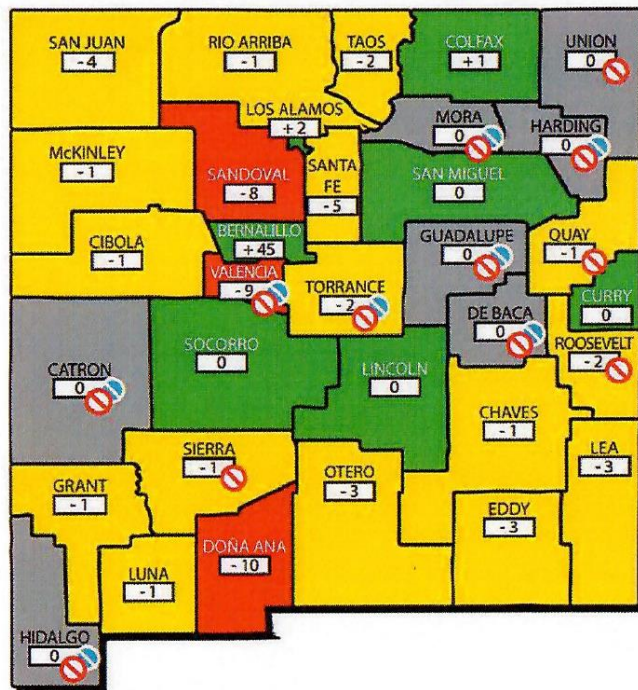 SAN JUAN
- 4
RIO ARRIBA
- 1
TAOS
- 2
COLFAX
+ 1
UNION
0
LOS ALAMOS
+ 2
MORA
0
HARDING
0
McKINLEY
- 1
SANDOVAL
- 8
SANTA
FE
- 5
SAN MIGUEL
0
BERNALILLO
+ 45
CIBOLA
- 1
VALENCIA
- 9
TORRANCE
- 2
GUADALUPE
0
QUAY
- 1
CURRY
0
DE BACA
0
ROOSEVELT
- 2
CATRON
0
SOCORRO
0
LINCOLN
0
CHAVES
- 1
LEA
- 3
SIERRA
- 1
OTERO
- 3
GRANT
- 1
EDDY
- 3
DOÑA ANA
- 10
LUNA
- 1
HIDALGO
0